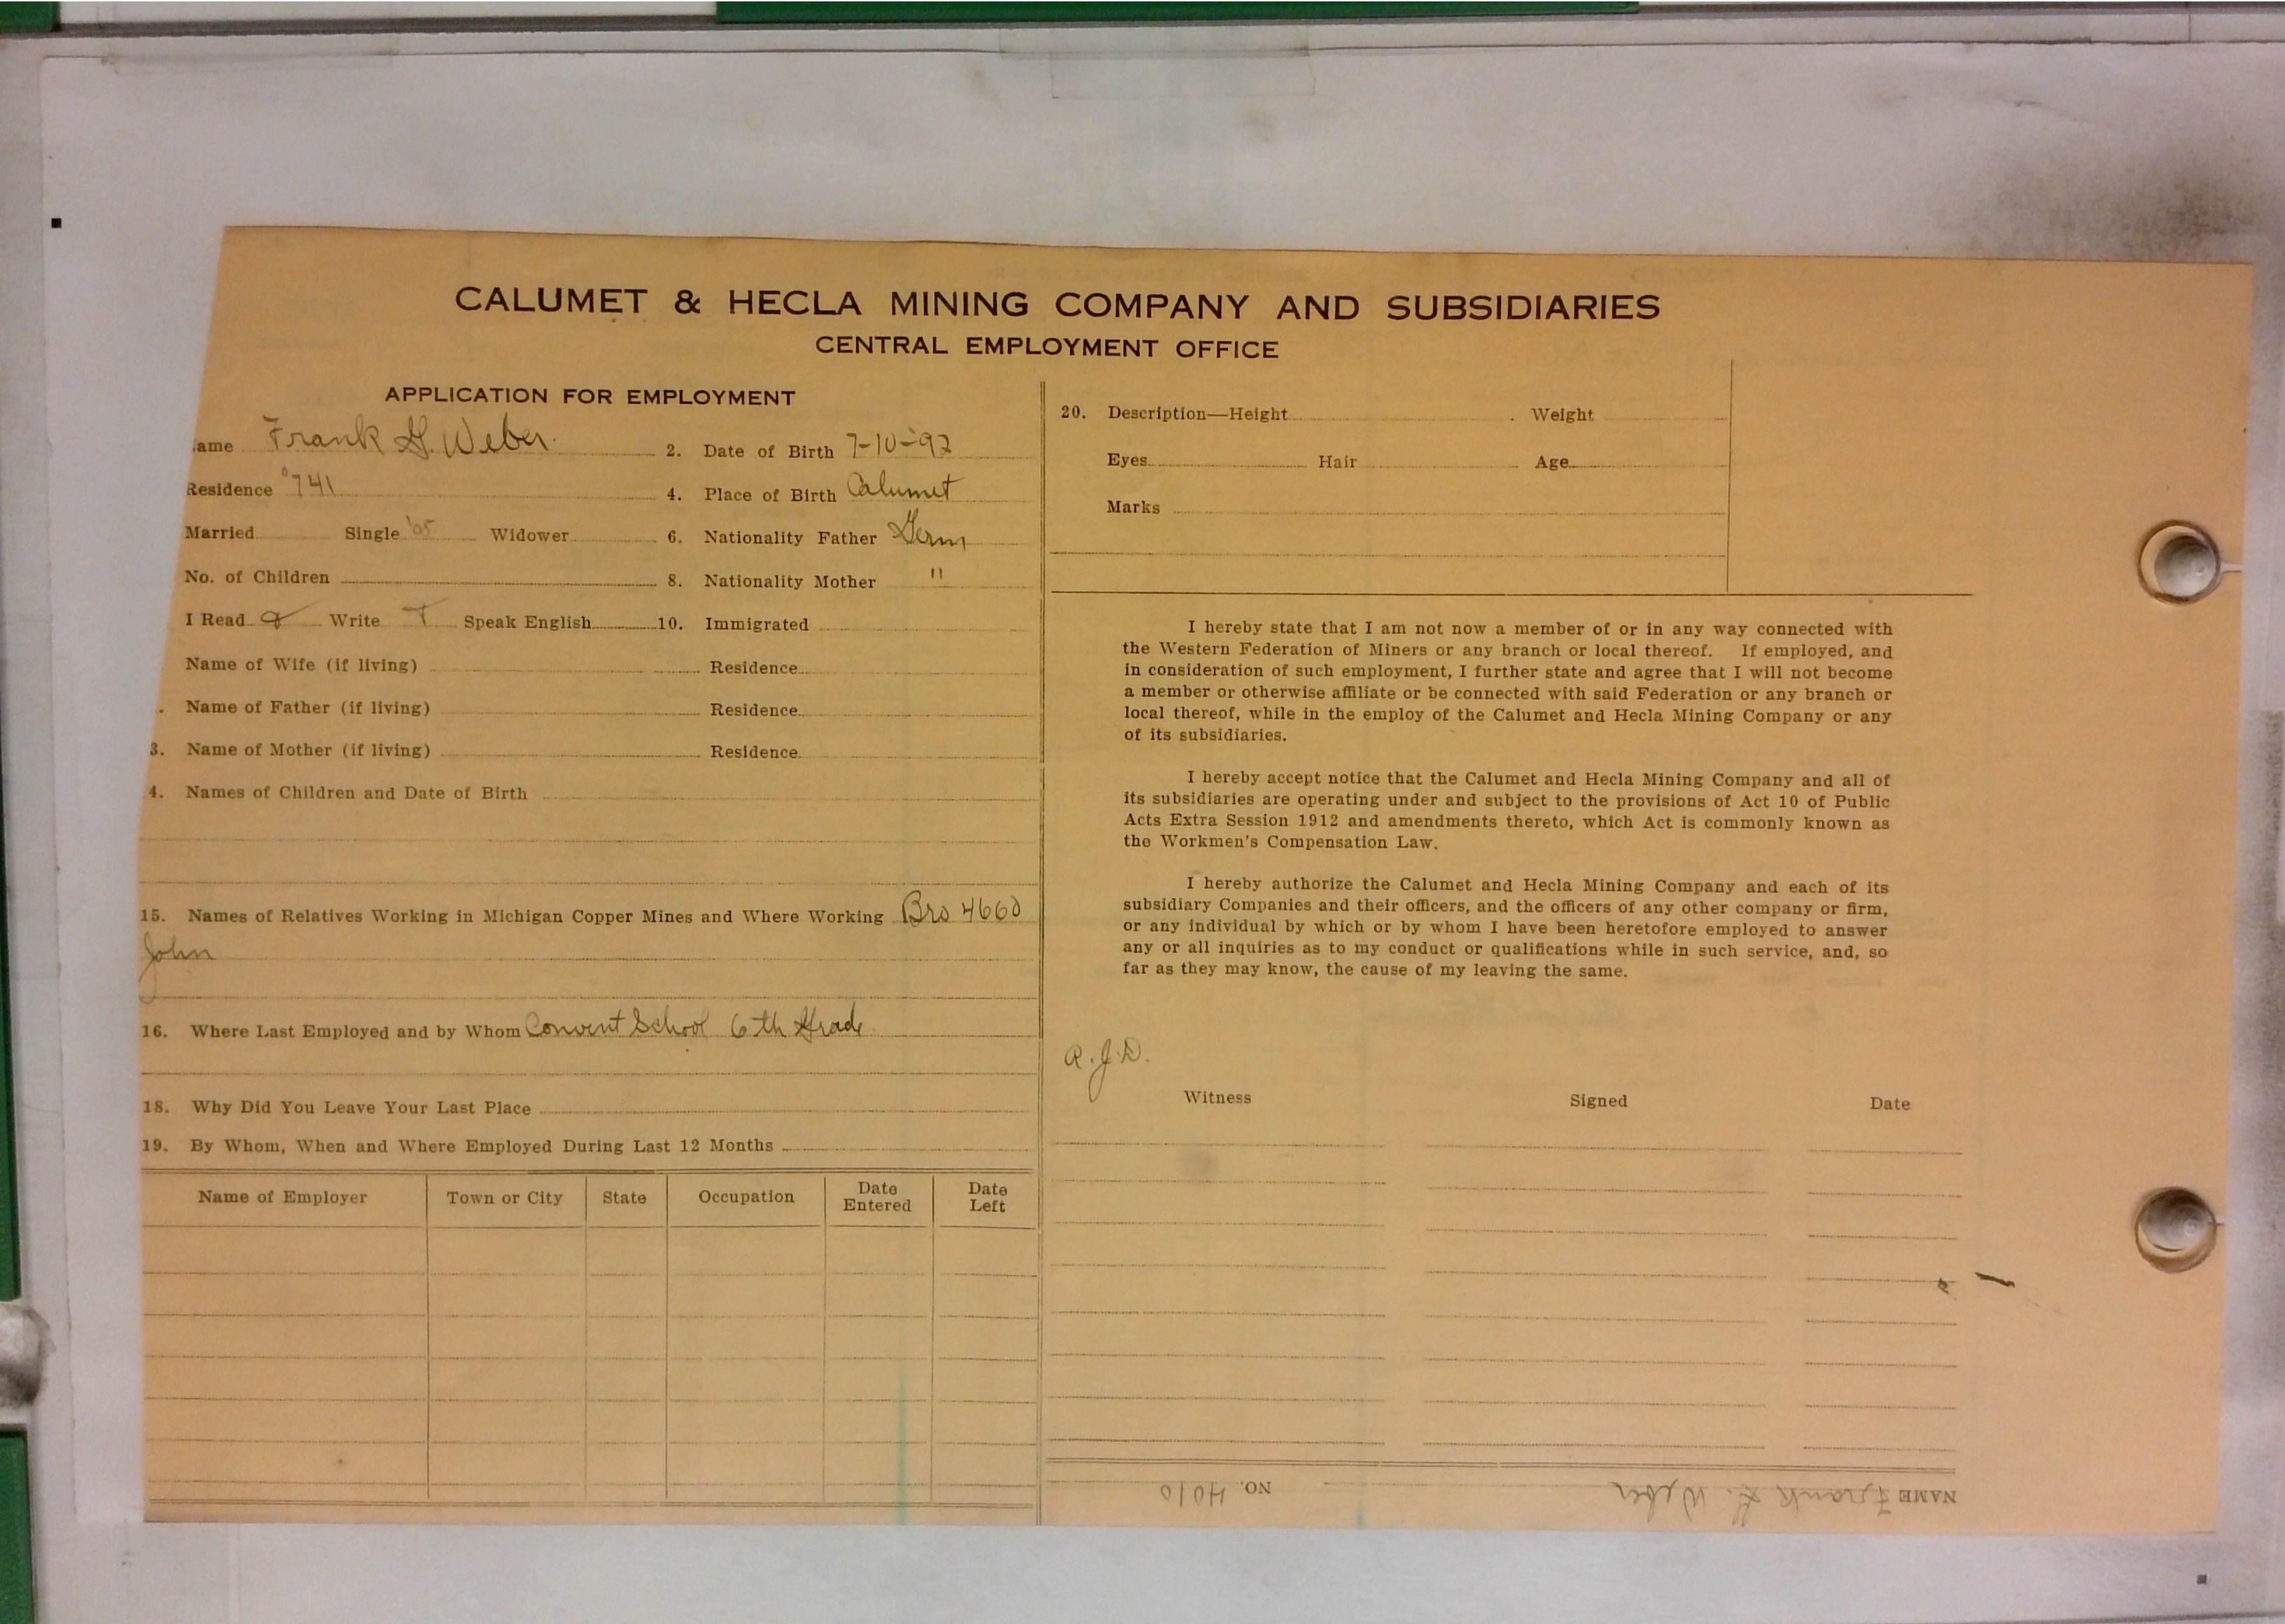 CALUMET & HECLA MINING COMPANY AND SUBSIDIARIES
CENTRAL EMPLOYMENT OFFICE
APPLICATION FOR EMPLOYMENT
ame Frank G. Weber 2. Date of Birth 7-10-'92
Residence 741 4. Place of Birth Calumet
Married Single '05 Widower 6. Nationality Father Germ
No. of Children 8. Nationality Mother "
I Read Write Speak English 10. Immigrated
Name of Wife (if living) Residence
. Name of Father (if living) Residence
3. Name of Mother (if living) Residence
4. Names of Children and Date of Birth
15. Names of Relatives Working in Michigan Copper Mines and Where Working Bro 4660
John
16. Where Last Employed and by Whom Convent School 6th Grade
18. Why Did You Leave Your Last Place
19. By Whom, When and Where Employed During Last 12 Months
Name of Employer Town or City State Occupation Date Entered Date Left
20. Description—Height Weight
Eyes Hair Age
Marks
I hereby state that I am not now a member of or in any way connected with
the Western Federation of Miners or any branch or local thereof. If employed, and
in consideration of such employment, I further state and agree that I will not become
a member or otherwise affiliate or be connected with said Federation or any branch or
local thereof, while in the employ of the Calumet and Hecla Mining Company or any
of its subsidiaries.
I hereby accept notice that the Calumet and Hecla Mining Company and all of
its subsidiaries are operating under and subject to the provisions of Act 10 of Public
Acts Extra Session 1912 and amendments thereto, which Act is commonly known as
the Workmen's Compensation Law.
I hereby authorize the Calumet and Hecla Mining Company and each of its
subsidiary Companies and their officers, and the officers of any other company or firm,
or any individual by which or by whom I have been heretofore employed to answer
any or all inquiries as to my conduct or qualifications while in such service, and, so
far as they may know, the cause of my leaving the same.
R.J.D.
Witness Signed Date
NAME Frank G. Weber NO. 4010